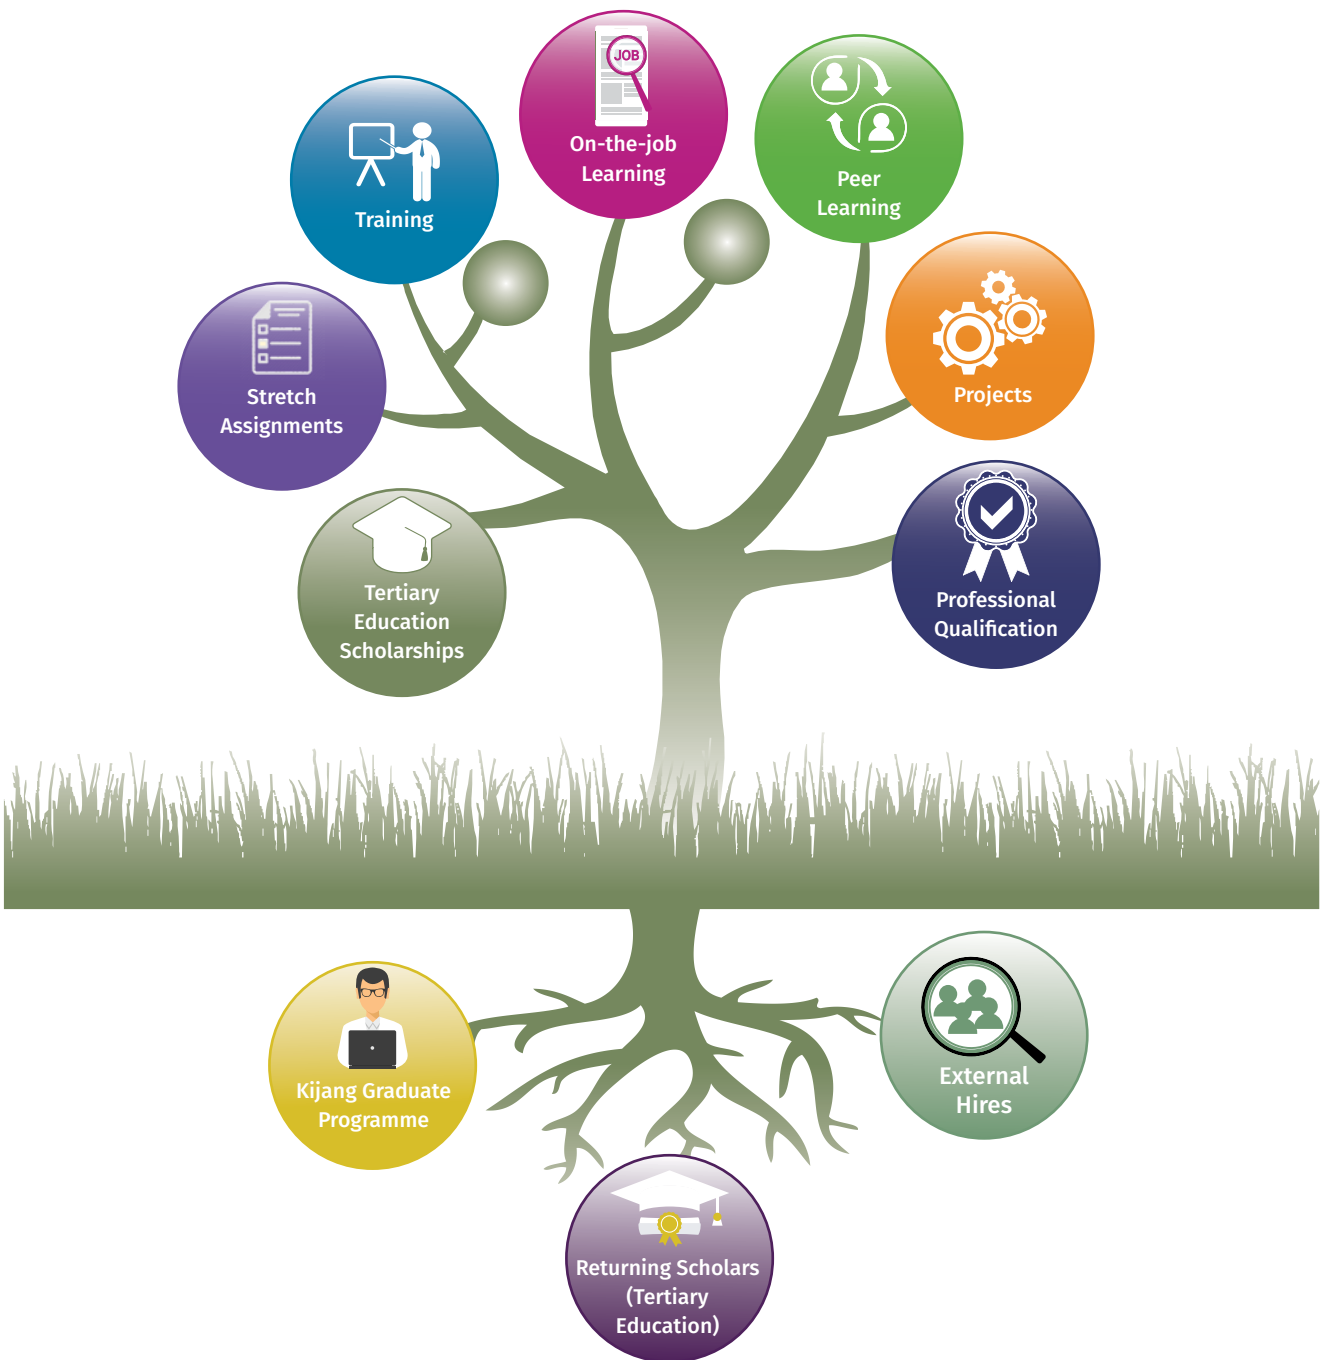 JOB
On-the-job
Learning
Peer
Learning
Training
Projects
Stretch
Assignments
Tertiary
Education
Scholarships
Professional
Qualification
Kijang Graduate
Programme
External
Hires
Returning Scholars
(Tertiary
Education)